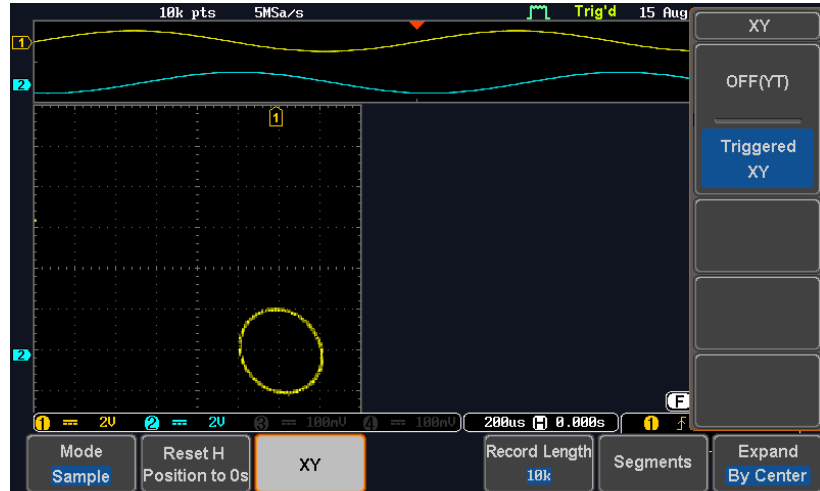 10k pts 5MSa/s Trig'd 15 Aug
XY
1
2
OFF(YT)
1
Triggered
XY
2
F
1 2V 2 2V 3 100mV 4 100mV 200us H 0.000s 1
Mode
Sample
Reset H
Position to 0s
XY
Record Length
10k
Segments
Expand
By Center